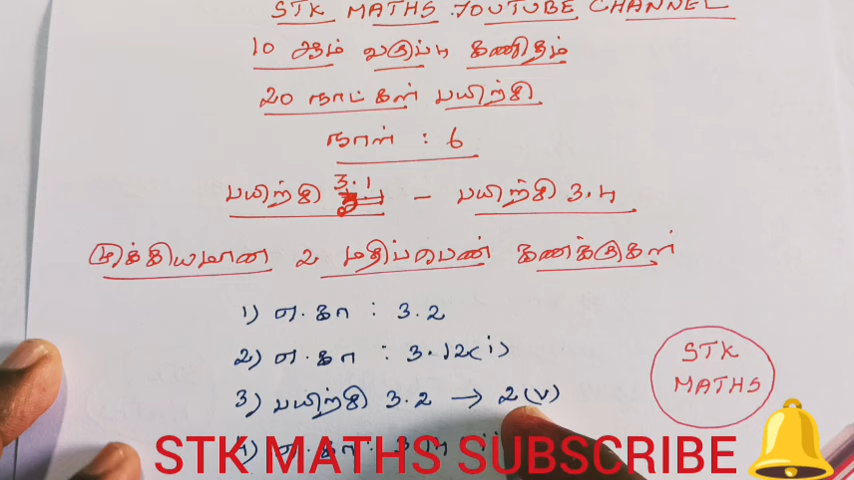 STK MATHS YOUTUBE CHANNEL
10 ஆம் வகுப்பு கணிதம்
20 நாட்கள் பயிற்சி
நாள் : 6
பயிற்சி 3.1 – பயிற்சி 3.4
முக்கியமான 2 மதிப்பெண் கணக்குகள்
1) எ.கா : 3.2
2) எ.கா : 3.12(i)
3) பயிற்சி 3.2 → 2(v)
4) எ.கா :
STK
MATHS
STK MATHS SUBSCRIBE